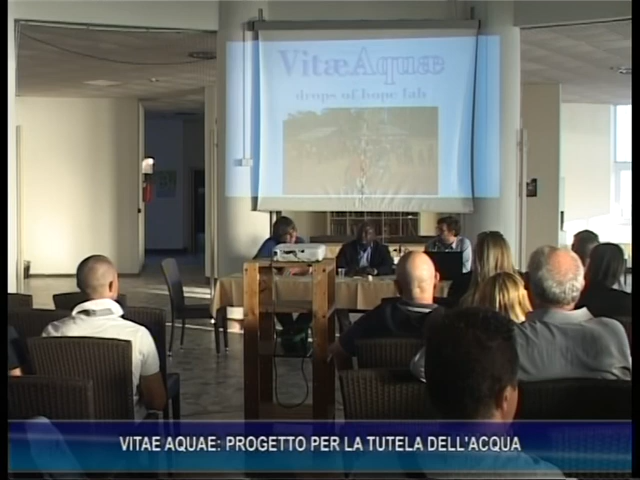 VitæAquæ
drops of hope lab
VITAE AQUAE: PROGETTO PER LA TUTELA DELL'ACQUA